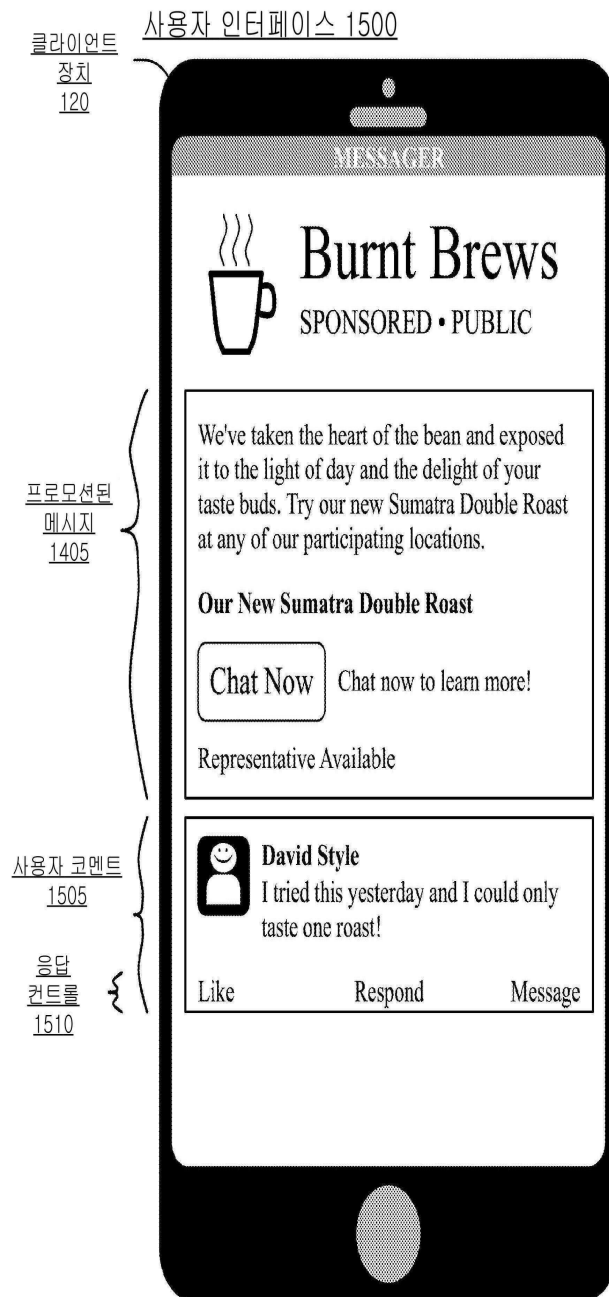 사용자 인터페이스 1500
클라이언트
장치
120
MESSAGER
Burnt Brews
SPONSORED • PUBLIC
프로모션된
메시지
1405
We've taken the heart of the bean and exposed
it to the light of day and the delight of your
taste buds. Try our new Sumatra Double Roast
at any of our participating locations.
Our New Sumatra Double Roast
Chat Now
Chat now to learn more!
Representative Available
사용자 코멘트
1505
David Style
I tried this yesterday and I could only
taste one roast!
응답
컨트롤
1510
Like
Respond
Message